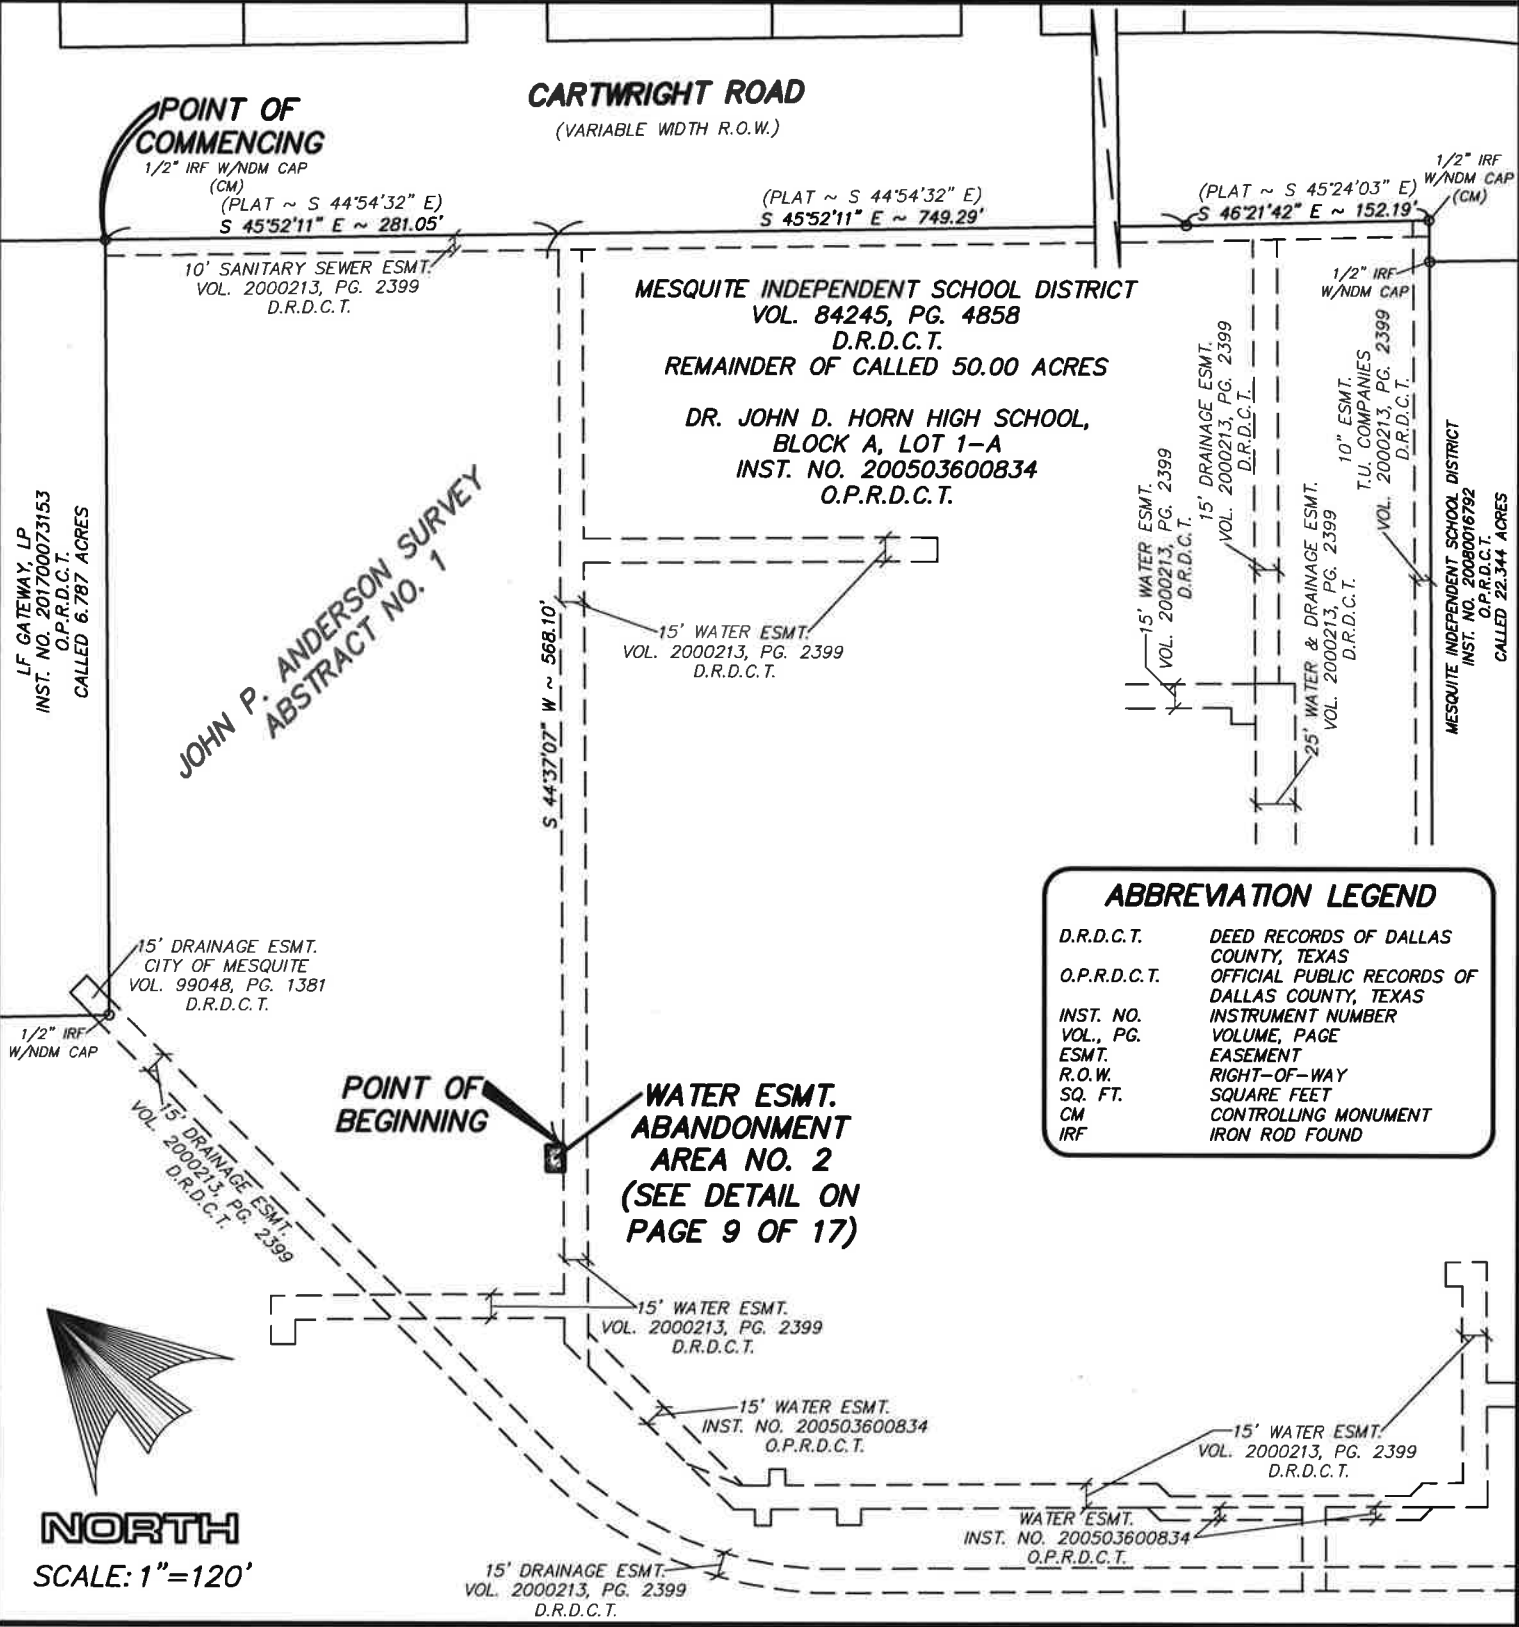 CARTWRIGHT ROAD
(VARIABLE WIDTH R.O.W.)
POINT OF
COMMENCING
1/2" IRF W/NDM CAP
(CM)
(PLAT ~ S 44°54'32" E)
S 45°52'11" E ~ 281.05'
(PLAT ~ S 44°54'32" E)
S 45°52'11" E ~ 749.29'
(PLAT ~ S 45°24'03" E)
S 46°21'42" E ~ 152.19'
1/2" IRF
W/NDM CAP
(CM)
1/2" IRF
W/NDM CAP
10' SANITARY SEWER ESMT.
VOL. 2000213, PG. 2399
D.R.D.C.T.
MESQUITE INDEPENDENT SCHOOL DISTRICT
VOL. 84245, PG. 4858
D.R.D.C.T.
REMAINDER OF CALLED 50.00 ACRES
DR. JOHN D. HORN HIGH SCHOOL,
BLOCK A, LOT 1-A
INST. NO. 200503600834
O.P.R.D.C.T.
LF GATEWAY, LP
INST. NO. 201700073153
O.P.R.D.C.T.
CALLED 6.787 ACRES
JOHN P. ANDERSON SURVEY
ABSTRACT NO. 1
S 44°37'07" W ~ 568.10'
15' WATER ESMT.
VOL. 2000213, PG. 2399
D.R.D.C.T.
15' WATER ESMT.
VOL. 2000213, PG. 2399
D.R.D.C.T.
15' DRAINAGE ESMT.
VOL. 2000213, PG. 2399
D.R.D.C.T.
25' WATER & DRAINAGE ESMT.
VOL. 2000213, PG. 2399
D.R.D.C.T.
10" ESMT.
T.U. COMPANIES
VOL. 2000213, PG. 2399
D.R.D.C.T.
MESQUITE INDEPENDENT SCHOOL DISTRICT
INST. NO. 20080016792
O.P.R.D.C.T.
CALLED 22.344 ACRES
ABBREVIATION LEGEND
D.R.D.C.T. DEED RECORDS OF DALLAS
COUNTY, TEXAS
O.P.R.D.C.T. OFFICIAL PUBLIC RECORDS OF
DALLAS COUNTY, TEXAS
INST. NO. INSTRUMENT NUMBER
VOL., PG. VOLUME, PAGE
ESMT. EASEMENT
R.O.W. RIGHT-OF-WAY
SQ. FT. SQUARE FEET
CM CONTROLLING MONUMENT
IRF IRON ROD FOUND
15' DRAINAGE ESMT.
CITY OF MESQUITE
VOL. 99048, PG. 1381
D.R.D.C.T.
1/2" IRF
W/NDM CAP
15' DRAINAGE ESMT.
VOL. 2000213, PG. 2399
D.R.D.C.T.
POINT OF
BEGINNING
WATER ESMT.
ABANDONMENT
AREA NO. 2
(SEE DETAIL ON
PAGE 9 OF 17)
15' WATER ESMT.
VOL. 2000213, PG. 2399
D.R.D.C.T.
15' WATER ESMT.
INST. NO. 200503600834
O.P.R.D.C.T.
15' WATER ESMT.
VOL. 2000213, PG. 2399
D.R.D.C.T.
WATER ESMT.
INST. NO. 200503600834
O.P.R.D.C.T.
15' DRAINAGE ESMT.
VOL. 2000213, PG. 2399
D.R.D.C.T.
NORTH
SCALE: 1"=120'